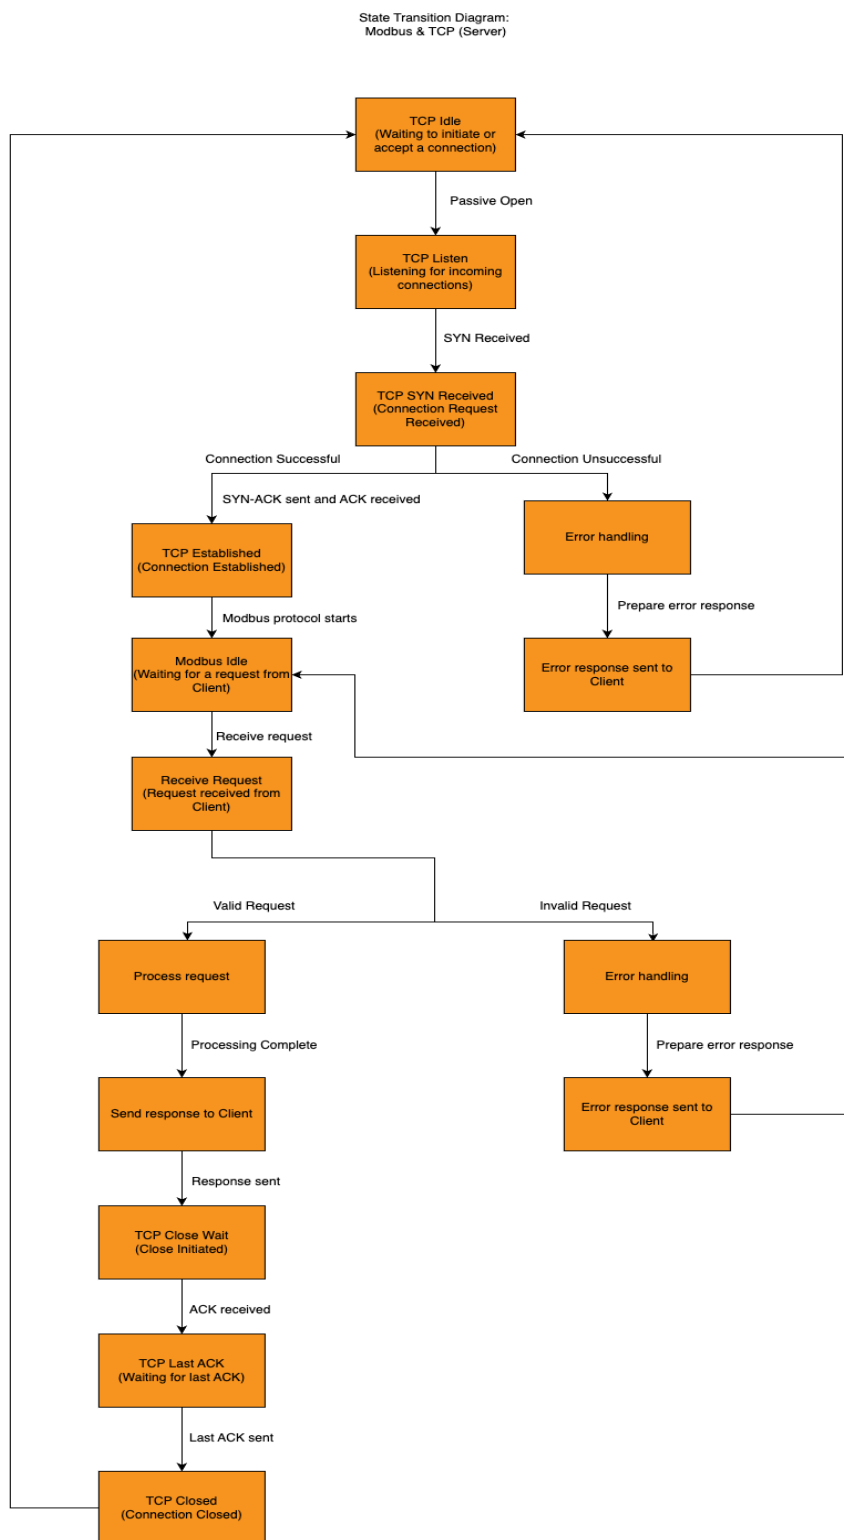 State Transition Diagram:
Modbus & TCP (Server)
TCP Idle
(Waiting to initiate or
accept a connection)
Passive Open
TCP Listen
(Listening for incoming
connections)
SYN Received
TCP SYN Received
(Connection Request
Received)
Connection Successful
Connection Unsuccessful
SYN-ACK sent and ACK received
TCP Established
(Connection Established)
Error handling
Modbus protocol starts
Prepare error response
Modbus Idle
(Waiting for a request from
Client)
Error response sent to
Client
Receive request
Receive Request
(Request received from
Client)
Valid Request
Invalid Request
Process request
Error handling
Processing Complete
Prepare error response
Send response to Client
Error response sent to
Client
Response sent
TCP Close Wait
(Close Initiated)
ACK received
TCP Last ACK
(Waiting for last ACK)
Last ACK sent
TCP Closed
(Connection Closed)